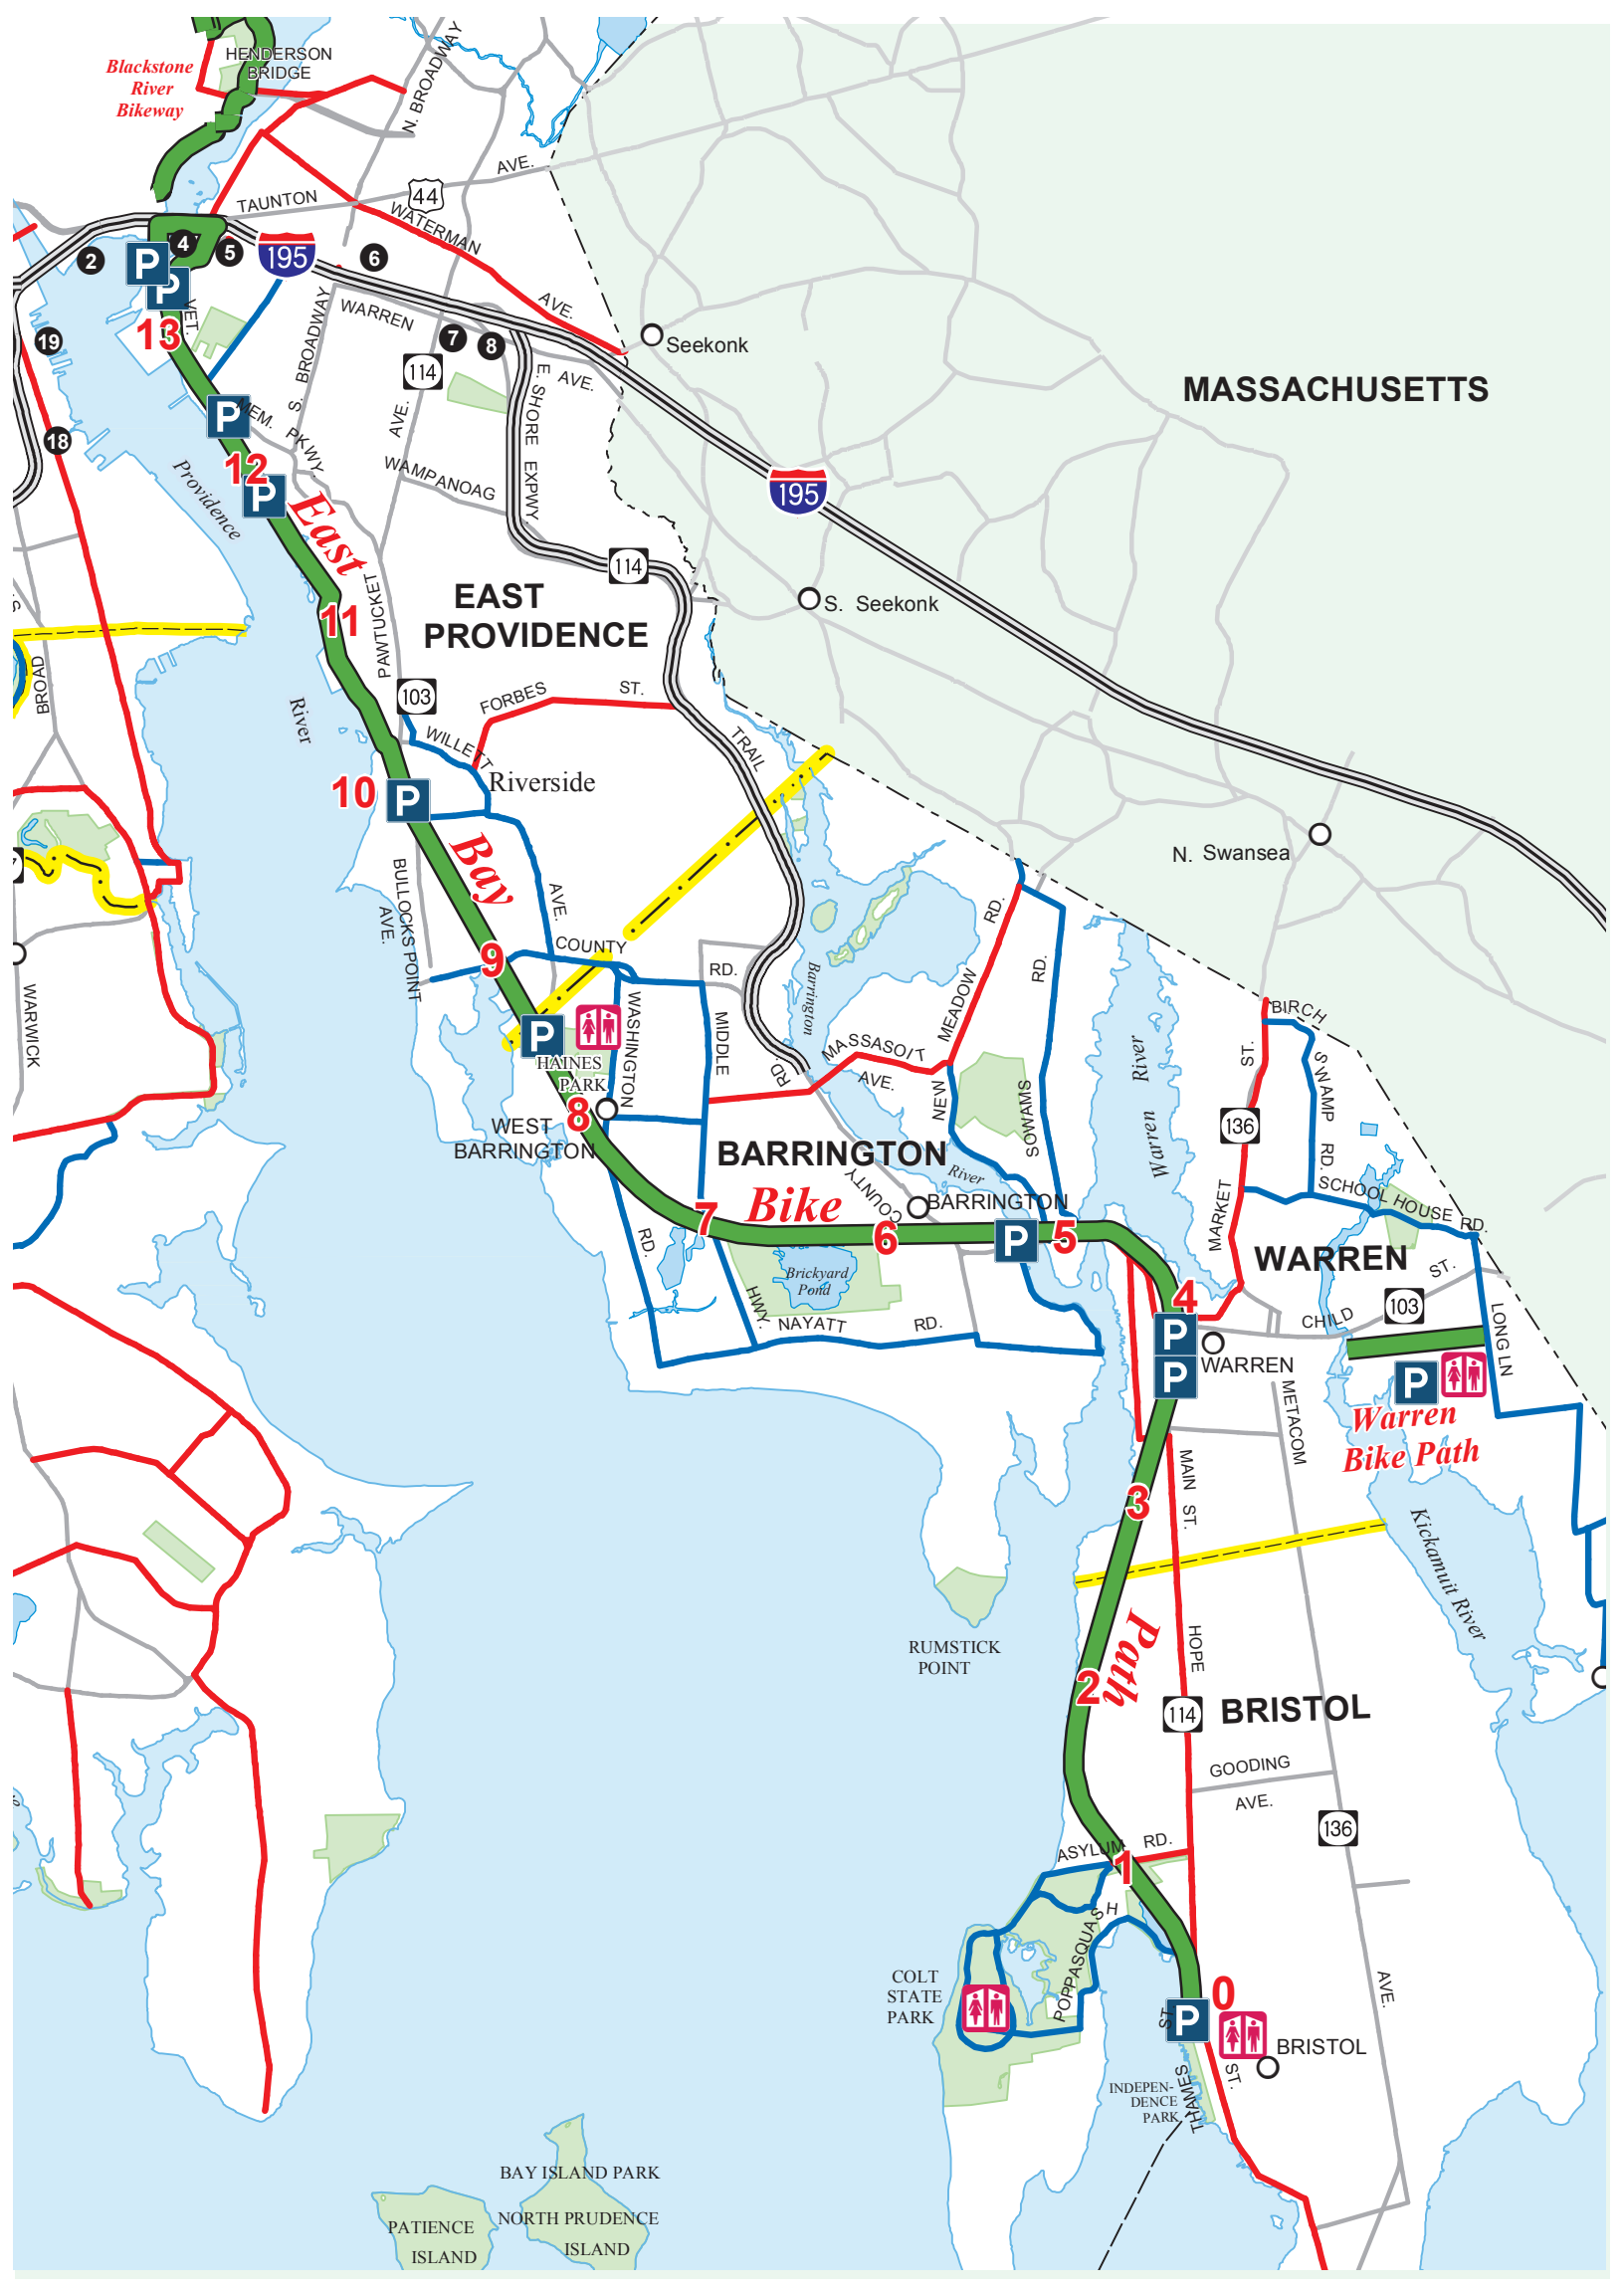 HENDERSON
BRIDGE
Blackstone
River
Bikeway
N. BROADWAY
AVE.
44
TAUNTON
WATERMAN
AVE.
2
4
5
195
6
P
P
VET.
13
WARREN
AVE.
S. BROADWAY
7
8
114
AVE.
19
18
Seekonk
MASSACHUSETTS
E. SHORE EXPWY.
P
MEM. PKWY.
12
P
WAMPANOAG
195
Providence
River
East
114
S. Seekonk
EAST
PROVIDENCE
11
PAWTUCKET
BROAD
103
FORBES ST.
WILLETT
TRAIL
Riverside
10
P
N. Swansea
Bay
BULLOCKS POINT
AVE.
AVE.
9
COUNTY
RD.
RD.
MEADOW
RD.
Barrington
WARWICK
BIRCH
P
HAINES
PARK
WASHINGTON
MIDDLE
RD.
MASSASOIT
AVE.
NEW
SOWAMS
River
Warren
ST.
SWAMP RD.
136
8
WEST
BARRINGTON
BARRINGTON
River
COUNTY
BARRINGTON
MARKET
SCHOOL HOUSE RD.
7
Bike
6
P
5
RD.
Brickyard
Pond
HWY.
NAYATT RD.
WARREN
ST.
4
103
CHILD
P
P
WARREN
LONG LN
P
METACOM
Warren
Bike Path
MAIN ST.
3
Kickamuit River
Path
RUMSTICK
POINT
HOPE
2
114
BRISTOL
GOODING
AVE.
136
ASYLUM RD.
1
POPPASQUASH
COLT
STATE
PARK
AVE.
0
ST
P
BRISTOL
ST.
INDEPEN-
DENCE
PARK
THAMES
BAY ISLAND PARK
NORTH PRUDENCE
ISLAND
PATIENCE
ISLAND